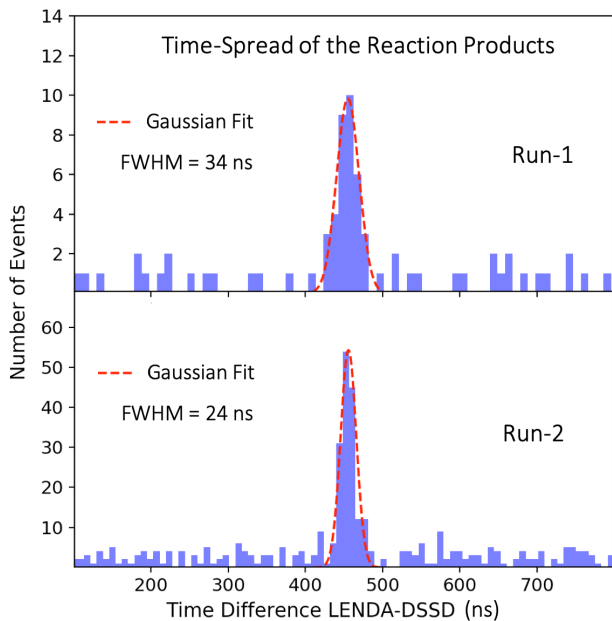 Time-Spread of the Reaction Products
14
12
10
8
6
4
2
Gaussian Fit
FWHM = 34 ns
Run-1
Number of Events
60
50
40
30
20
10
Gaussian Fit
FWHM = 24 ns
Run-2
200 300 400 500 600 700
Time Difference LENDA-DSSD (ns)